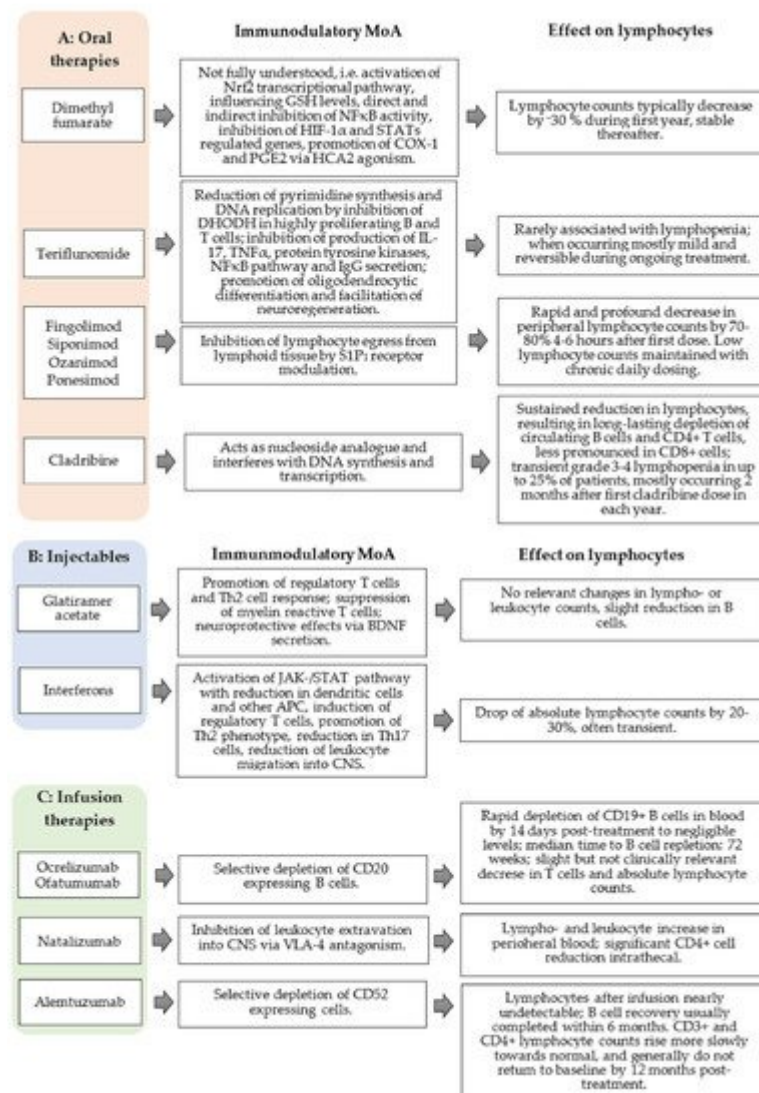 A: Oral
therapies
Immunodulatory MoA
Effect on lymphocytes
Dimethyl
fumarate
Not fully understood, i.e. activation of
Nrf2 transcriptional pathway,
influencing GSH levels, direct and
indirect inhibition of NFκB activity,
inhibition of HIF-1α and STATs
regulated genes, promotion of COX-1
and PGE2 via HCA2 agonism.
Lymphocyte counts typically decrease
by ~30 % during first year, stable
thereafter.
Teriflunomide
Reduction of pyrimidine synthesis and
DNA replication by inhibition of
DHODH in highly proliferating B and
T cells; inhibition of production of IL-
17, TNFα, protein tyrosine kinases,
NFκB pathway and IgG secretion;
promotion of oligodendrocytic
differentiation and facilitation of
neuroregeneration.
Rarely associated with lymphopenia;
when occurring mostly mild and
reversible during ongoing treatment.
Fingolimod
Siponimod
Ozanimod
Ponesimod
Inhibition of lymphocyte egress from
lymphoid tissue by S1P₁ receptor
modulation.
Rapid and profound decrease in
peripheral lymphocyte counts by 70-
80% 4-6 hours after first dose. Low
lymphocyte counts maintained with
chronic daily dosing.
Cladribine
Acts as nucleoside analogue and
interferes with DNA synthesis and
transcription.
Sustained reduction in lymphocytes,
resulting in long-lasting depletion of
circulating B cells and CD4+ T cells,
less pronounced in CD8+ cells;
transient grade 3-4 lymphopenia in up
to 25% of patients, mostly occurring 2
months after first cladribine dose in
each year.
B: Injectables
Immunmodulatory MoA
Effect on lymphocytes
Glatiramer
acetate
Promotion of regulatory T cells
and Th2 cell response; suppression
of myelin reactive T cells;
neuroprotective effects via BDNF
secretion.
No relevant changes in lympho- or
leukocyte counts, slight reduction in B
cells.
Interferons
Activation of JAK-/STAT pathway
with reduction in dendritic cells
and other APC, induction of
regulatory T cells, promotion of
Th2 phenotype, reduction in Th17
cells, reduction of leukocyte
migration into CNS.
Drop of absolute lymphocyte counts by 20-
30%, often transient.
C: Infusion
therapies
Ocrelizumab
Ofatumumab
Selective depletion of CD20
expressing B cells.
Rapid depletion of CD19+ B cells in blood
by 14 days post-treatment to negligible
levels; median time to B cell repletion: 72
weeks; slight but not clinically relevant
decrese in T cells and absolute lymphocyte
counts.
Natalizumab
Inhibition of leukocyte extravation
into CNS via VLA-4 antagonism.
Lympho- and leukocyte increase in
perioheral blood; significant CD4+ cell
reduction intrathecal.
Alemtuzumab
Selective depletion of CD52
expressing cells.
Lymphocytes after infusion nearly
undetectable; B cell recovery usually
completed within 6 months. CD3+ and
CD4+ lymphocyte counts rise more slowly
towards normal, and generally do not
return to baseline by 12 months post-
treatment.